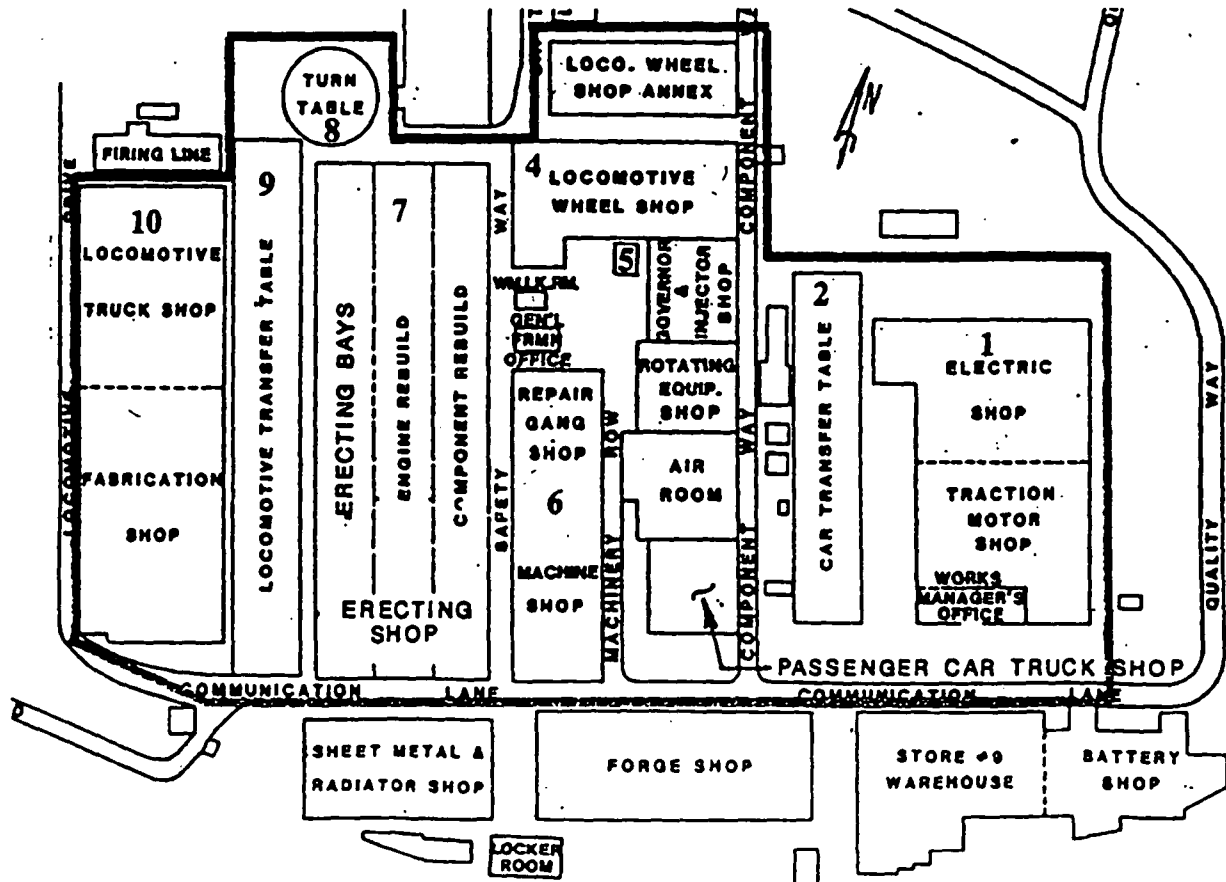 LOCO. WHEEL
SHOP ANNEX
TURN
TABLE
8
N
FIRING LINE
DRIVE
LOCOMOTIVE
10
LOCOMOTIVE
TRUCK SHOP
FABRICATION
SHOP
9
LOCOMOTIVE TRANSFER TABLE
7
ERECTING BAYS
ENGINE REBUILD
COMPONENT REBUILD
ERECTING
SHOP
WAY
SAFETY
4
LOCOMOTIVE
WHEEL SHOP
5
GOVERNOR
&
INJECTOR
SHOP
GEN'L
FRMN
OFFICE
REPAIR
GANG
SHOP
6
MACHINE
SHOP
ROW
MACHINERY
ROTATING
EQUIP.
SHOP
AIR
ROOM
COMPONENT
WAY
COMPONENT
2
CAR TRANSFER TABLE
1
ELECTRIC
SHOP
TRACTION
MOTOR
SHOP
WORKS
MANAGER'S
OFFICE
WAY
QUALITY
PASSENGER CAR TRUCK SHOP
COMMUNICATION LANE
COMMUNICATION LANE
SHEET METAL &
RADIATOR SHOP
FORGE SHOP
STORE #9
WAREHOUSE
BATTERY
SHOP
LOCKER
ROOM